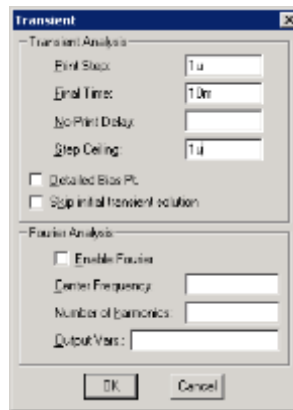 Transient
Transient Analysis
Print Step: 1u
Final Time: 10m
No-Print Delay:
Step Ceiling: 1u
Detailed Bias Pt.
Skip initial transient solution
Fourier Analysis
Enable Fourier
Center Frequency:
Number of harmonics:
Output Vars.:
OK Cancel